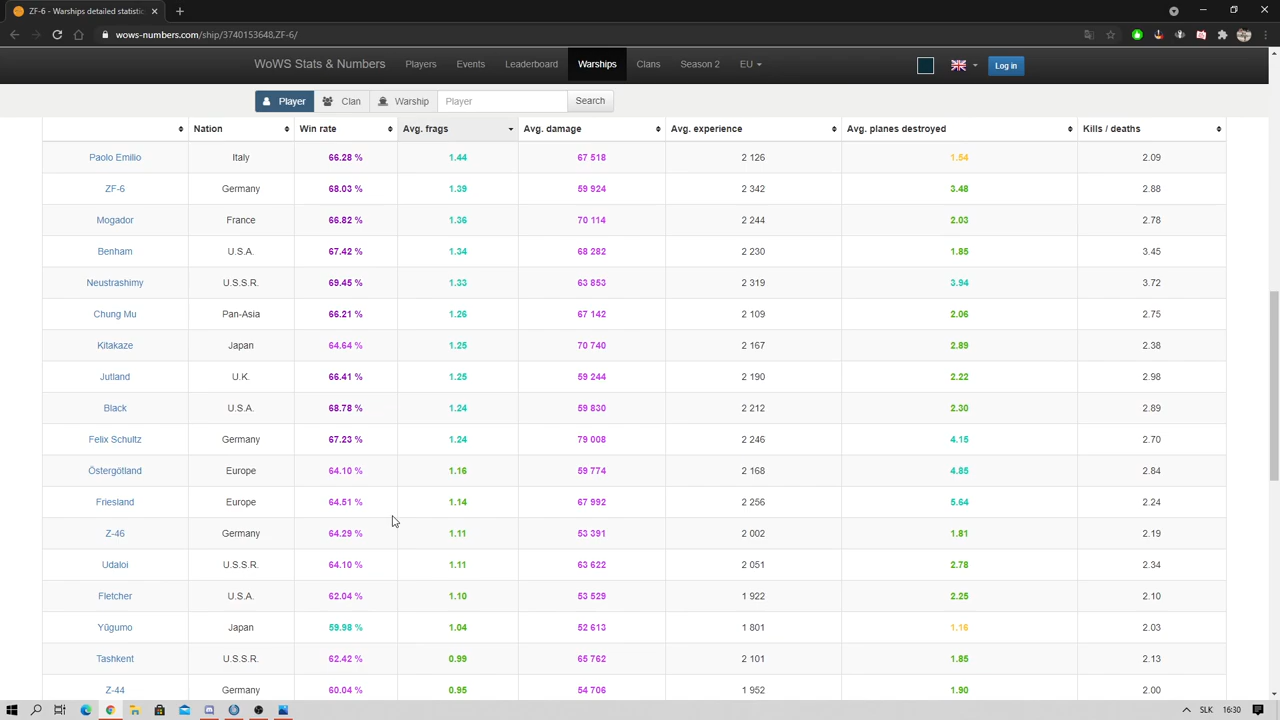 ZF-6 - Warships detailed statistic
wows-numbers.com/ship/3740153648,ZF-6/
WoWS Stats & Numbers Players Events Leaderboard Warships Clans Season 2 EU Log in
Player Clan Warship Player Search
Nation Win rate Avg. frags Avg. damage Avg. experience Avg. planes destroyed Kills / deaths
Paolo Emilio Italy 66.28 % 1.44 67 518 2 126 1.54 2.09
ZF-6 Germany 68.03 % 1.39 59 924 2 342 3.48 2.88
Mogador France 66.82 % 1.36 70 114 2 244 2.03 2.78
Benham U.S.A. 67.42 % 1.34 68 282 2 230 1.85 3.45
Neustrashimy U.S.S.R. 69.45 % 1.33 63 853 2 319 3.94 3.72
Chung Mu Pan-Asia 66.21 % 1.26 67 142 2 109 2.06 2.75
Kitakaze Japan 64.64 % 1.25 70 740 2 167 2.89 2.38
Jutland U.K. 66.41 % 1.25 59 244 2 190 2.22 2.98
Black U.S.A. 68.78 % 1.24 59 830 2 212 2.30 2.89
Felix Schultz Germany 67.23 % 1.24 79 008 2 246 4.15 2.70
Östergötland Europe 64.10 % 1.16 59 774 2 168 4.85 2.84
Friesland Europe 64.51 % 1.14 67 992 2 256 5.64 2.24
Z-46 Germany 64.29 % 1.11 53 391 2 002 1.81 2.19
Udaloi U.S.S.R. 64.10 % 1.11 63 622 2 051 2.78 2.34
Fletcher U.S.A. 62.04 % 1.10 53 529 1 922 2.25 2.10
Yūgumo Japan 59.98 % 1.04 52 613 1 801 1.16 2.03
Tashkent U.S.S.R. 62.42 % 0.99 65 762 2 101 1.85 2.13
Z-44 Germany 60.04 % 0.95 54 706 1 952 1.90 2.00
SLK 16:30